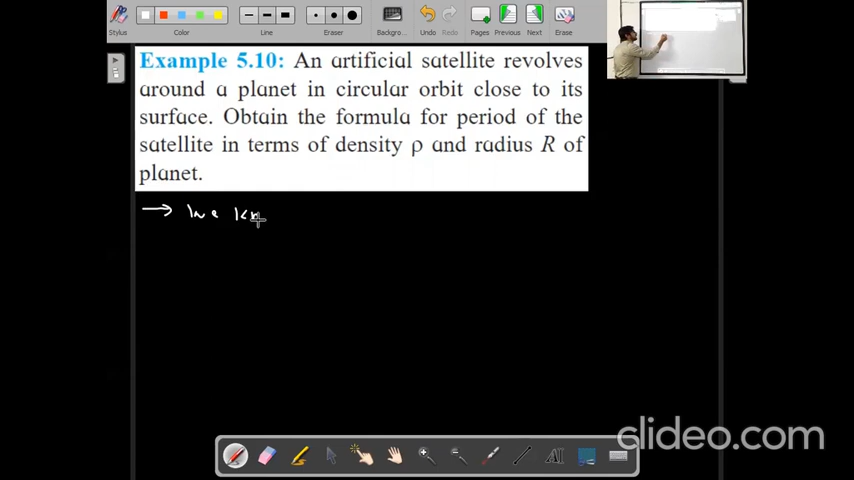 Stylus
Line
Eraser
Backgro...
Undo
Redo
Pages
Previous
Next
Erase
Example 5.10: An artificial satellite revolves
around a planet in circular orbit close to its
surface. Obtain the formula for period of the
satellite in terms of density ρ and radius R of
planet.
→ we kn
clideo.com